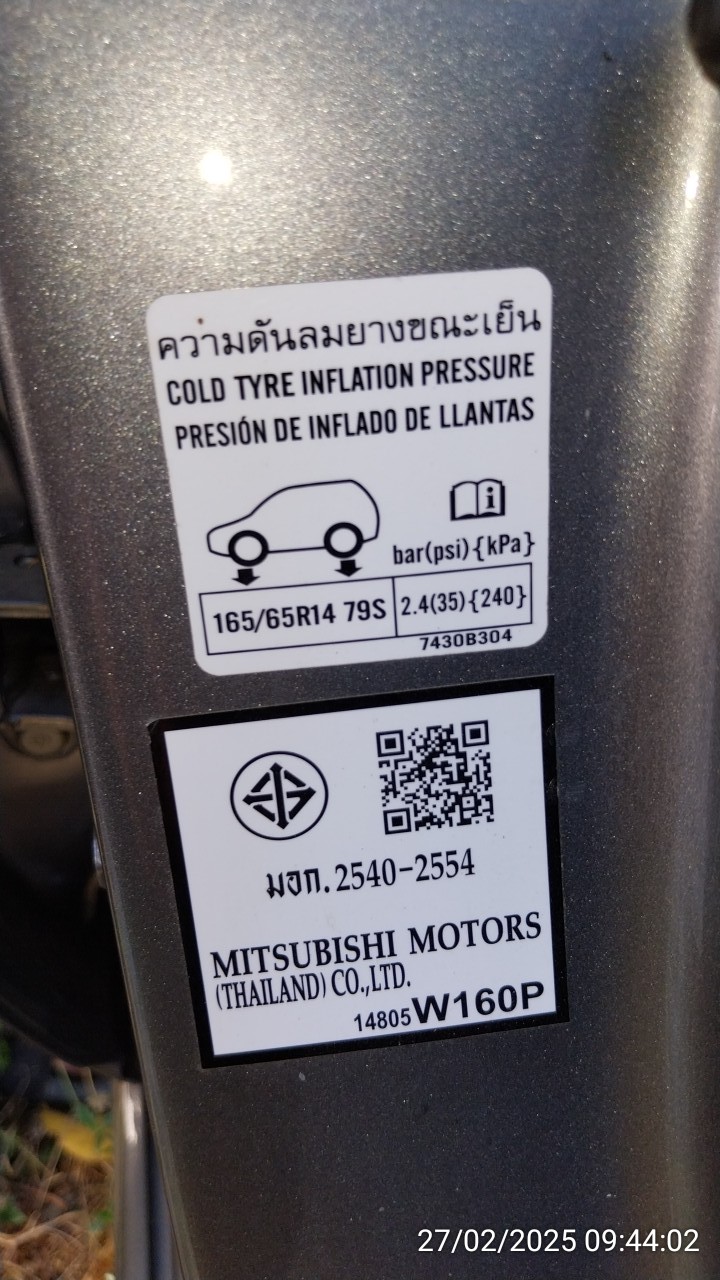 ความดันลมยางขณะเย็น
COLD TYRE INFLATION PRESSURE
PRESIÓN DE INFLADO DE LLANTAS
bar(psi){kPa}
165/65R14 79S 2.4(35){240}
7430B304
มอก.2540-2554
MITSUBISHI MOTORS
(THAILAND) CO.,LTD.
14805W160P
27/02/2025 09:44:02